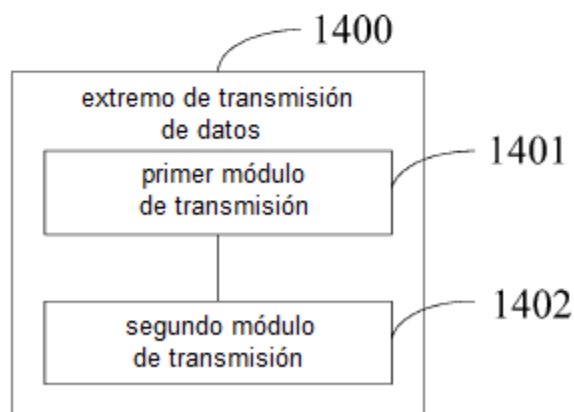 1400
extremo de transmisión
de datos
1401
primer módulo
de transmisión
1402
segundo módulo
de transmisión